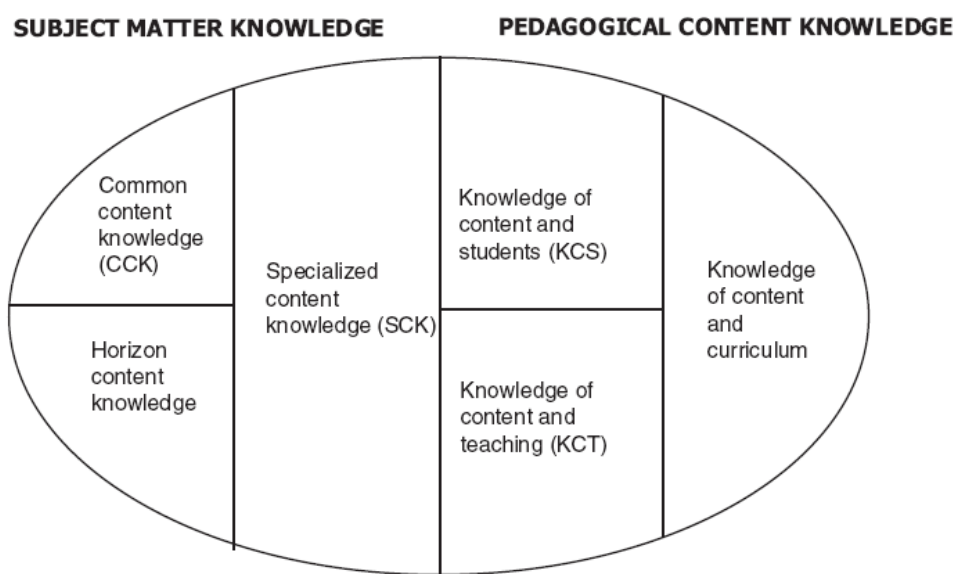 SUBJECT MATTER KNOWLEDGE
PEDAGOGICAL CONTENT KNOWLEDGE
Common
content
knowledge
(CCK)
Horizon
content
knowledge
Specialized
content
knowledge (SCK)
Knowledge of
content and
students (KCS)
Knowledge of
content and
teaching (KCT)
Knowledge
of content
and
curriculum